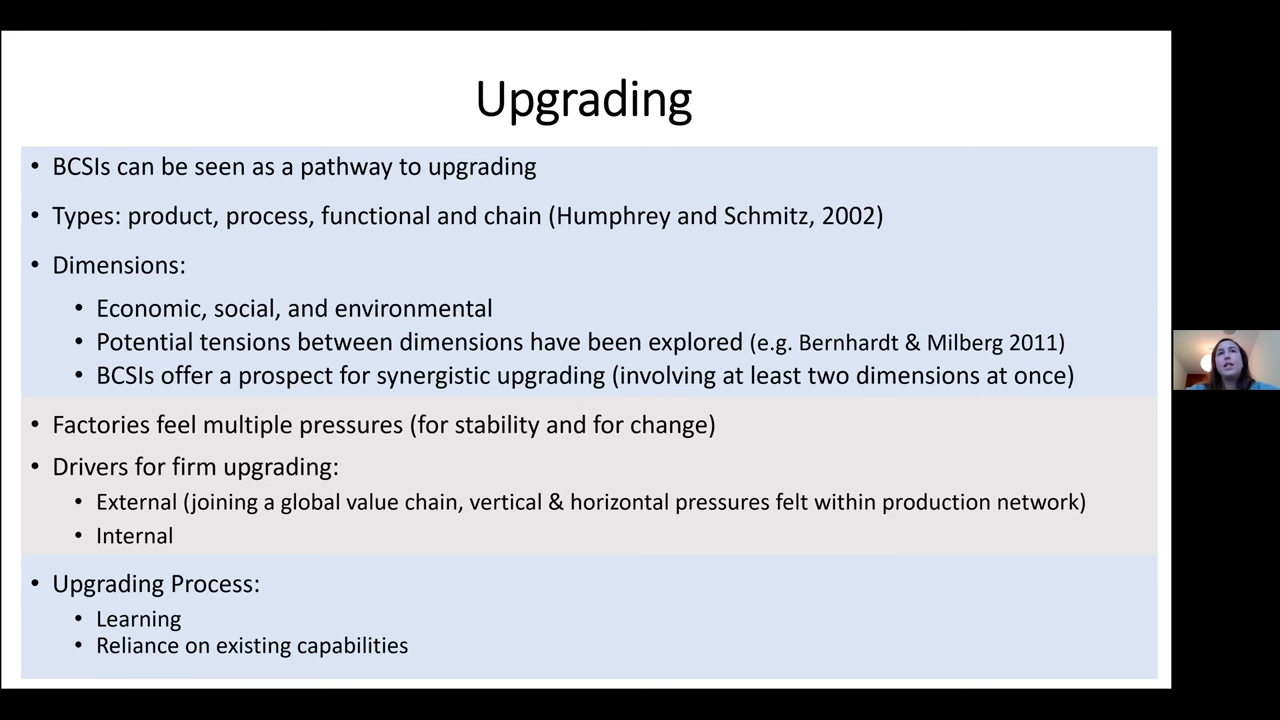 Upgrading
• BCSIs can be seen as a pathway to upgrading
• Types: product, process, functional and chain (Humphrey and Schmitz, 2002)
• Dimensions:
• Economic, social, and environmental
• Potential tensions between dimensions have been explored (e.g. Bernhardt & Milberg 2011)
• BCSIs offer a prospect for synergistic upgrading (involving at least two dimensions at once)
• Factories feel multiple pressures (for stability and for change)
• Drivers for firm upgrading:
• External (joining a global value chain, vertical & horizontal pressures felt within production network)
• Internal
• Upgrading Process:
• Learning
• Reliance on existing capabilities